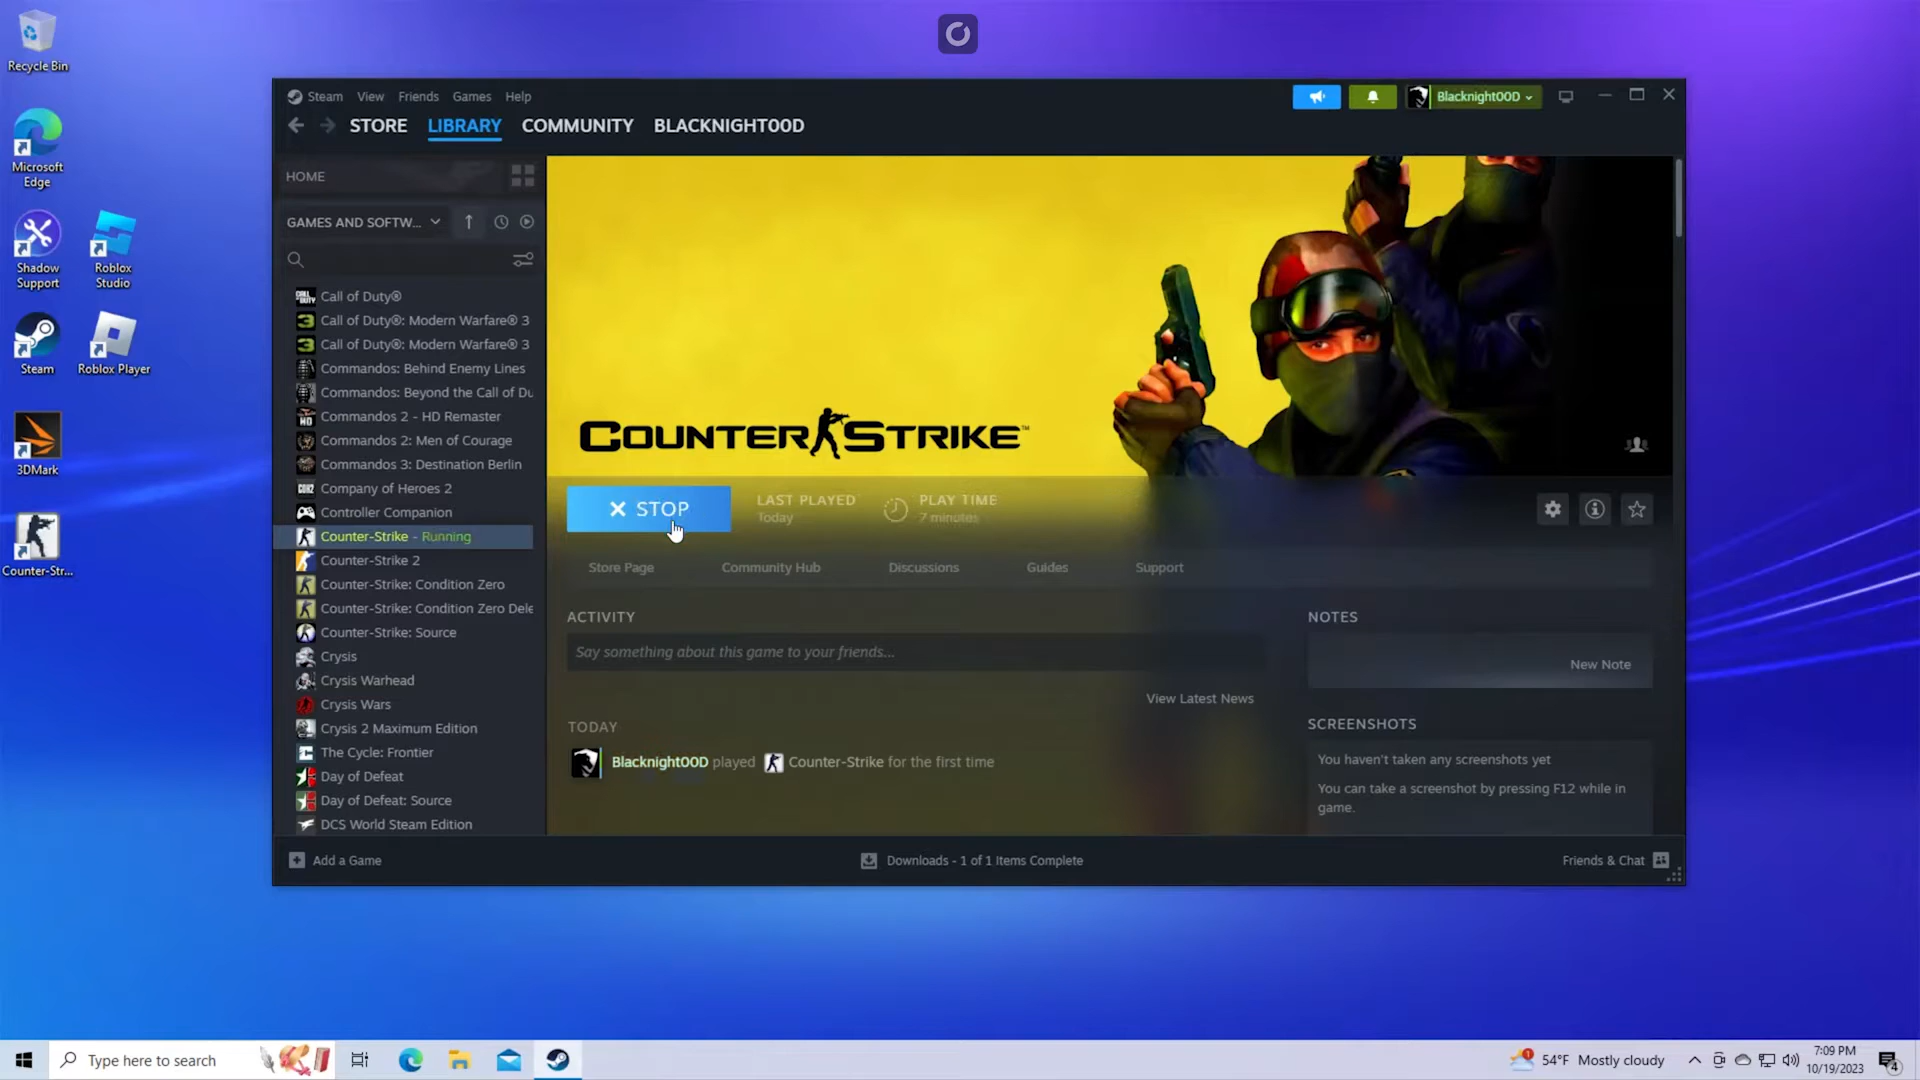 Recycle Bin
Microsoft
Edge
Shadow
Support
Roblox
Studio
Steam
Roblox Player
3DMark
Counter-Str...
Steam View Friends Games Help
Blacknight00D
STORE LIBRARY COMMUNITY BLACKNIGHT00D
HOME
GAMES AND SOFTW...
Call of Duty®
Call of Duty®: Modern Warfare® 3
Call of Duty®: Modern Warfare® 3
Commandos: Behind Enemy Lines
Commandos: Beyond the Call of Du
Commandos 2 - HD Remaster
Commandos 2: Men of Courage
Commandos 3: Destination Berlin
Company of Heroes 2
Controller Companion
Counter-Strike - Running
Counter-Strike 2
Counter-Strike: Condition Zero
Counter-Strike: Condition Zero Dele
Counter-Strike: Source
Crysis
Crysis Warhead
Crysis Wars
Crysis 2 Maximum Edition
The Cycle: Frontier
Day of Defeat
Day of Defeat: Source
DCS World Steam Edition
COUNTER STRIKE™
STOP
LAST PLAYED
Today
PLAY TIME
7 minutes
Store Page Community Hub Discussions Guides Support
ACTIVITY
Say something about this game to your friends...
View Latest News
TODAY
Blacknight00D played Counter-Strike for the first time
NOTES
New Note
SCREENSHOTS
You haven't taken any screenshots yet
You can take a screenshot by pressing F12 while in
game.
Add a Game
Downloads - 1 of 1 Items Complete
Friends & Chat
Type here to search
54°F Mostly cloudy
7:09 PM
10/19/2023
4